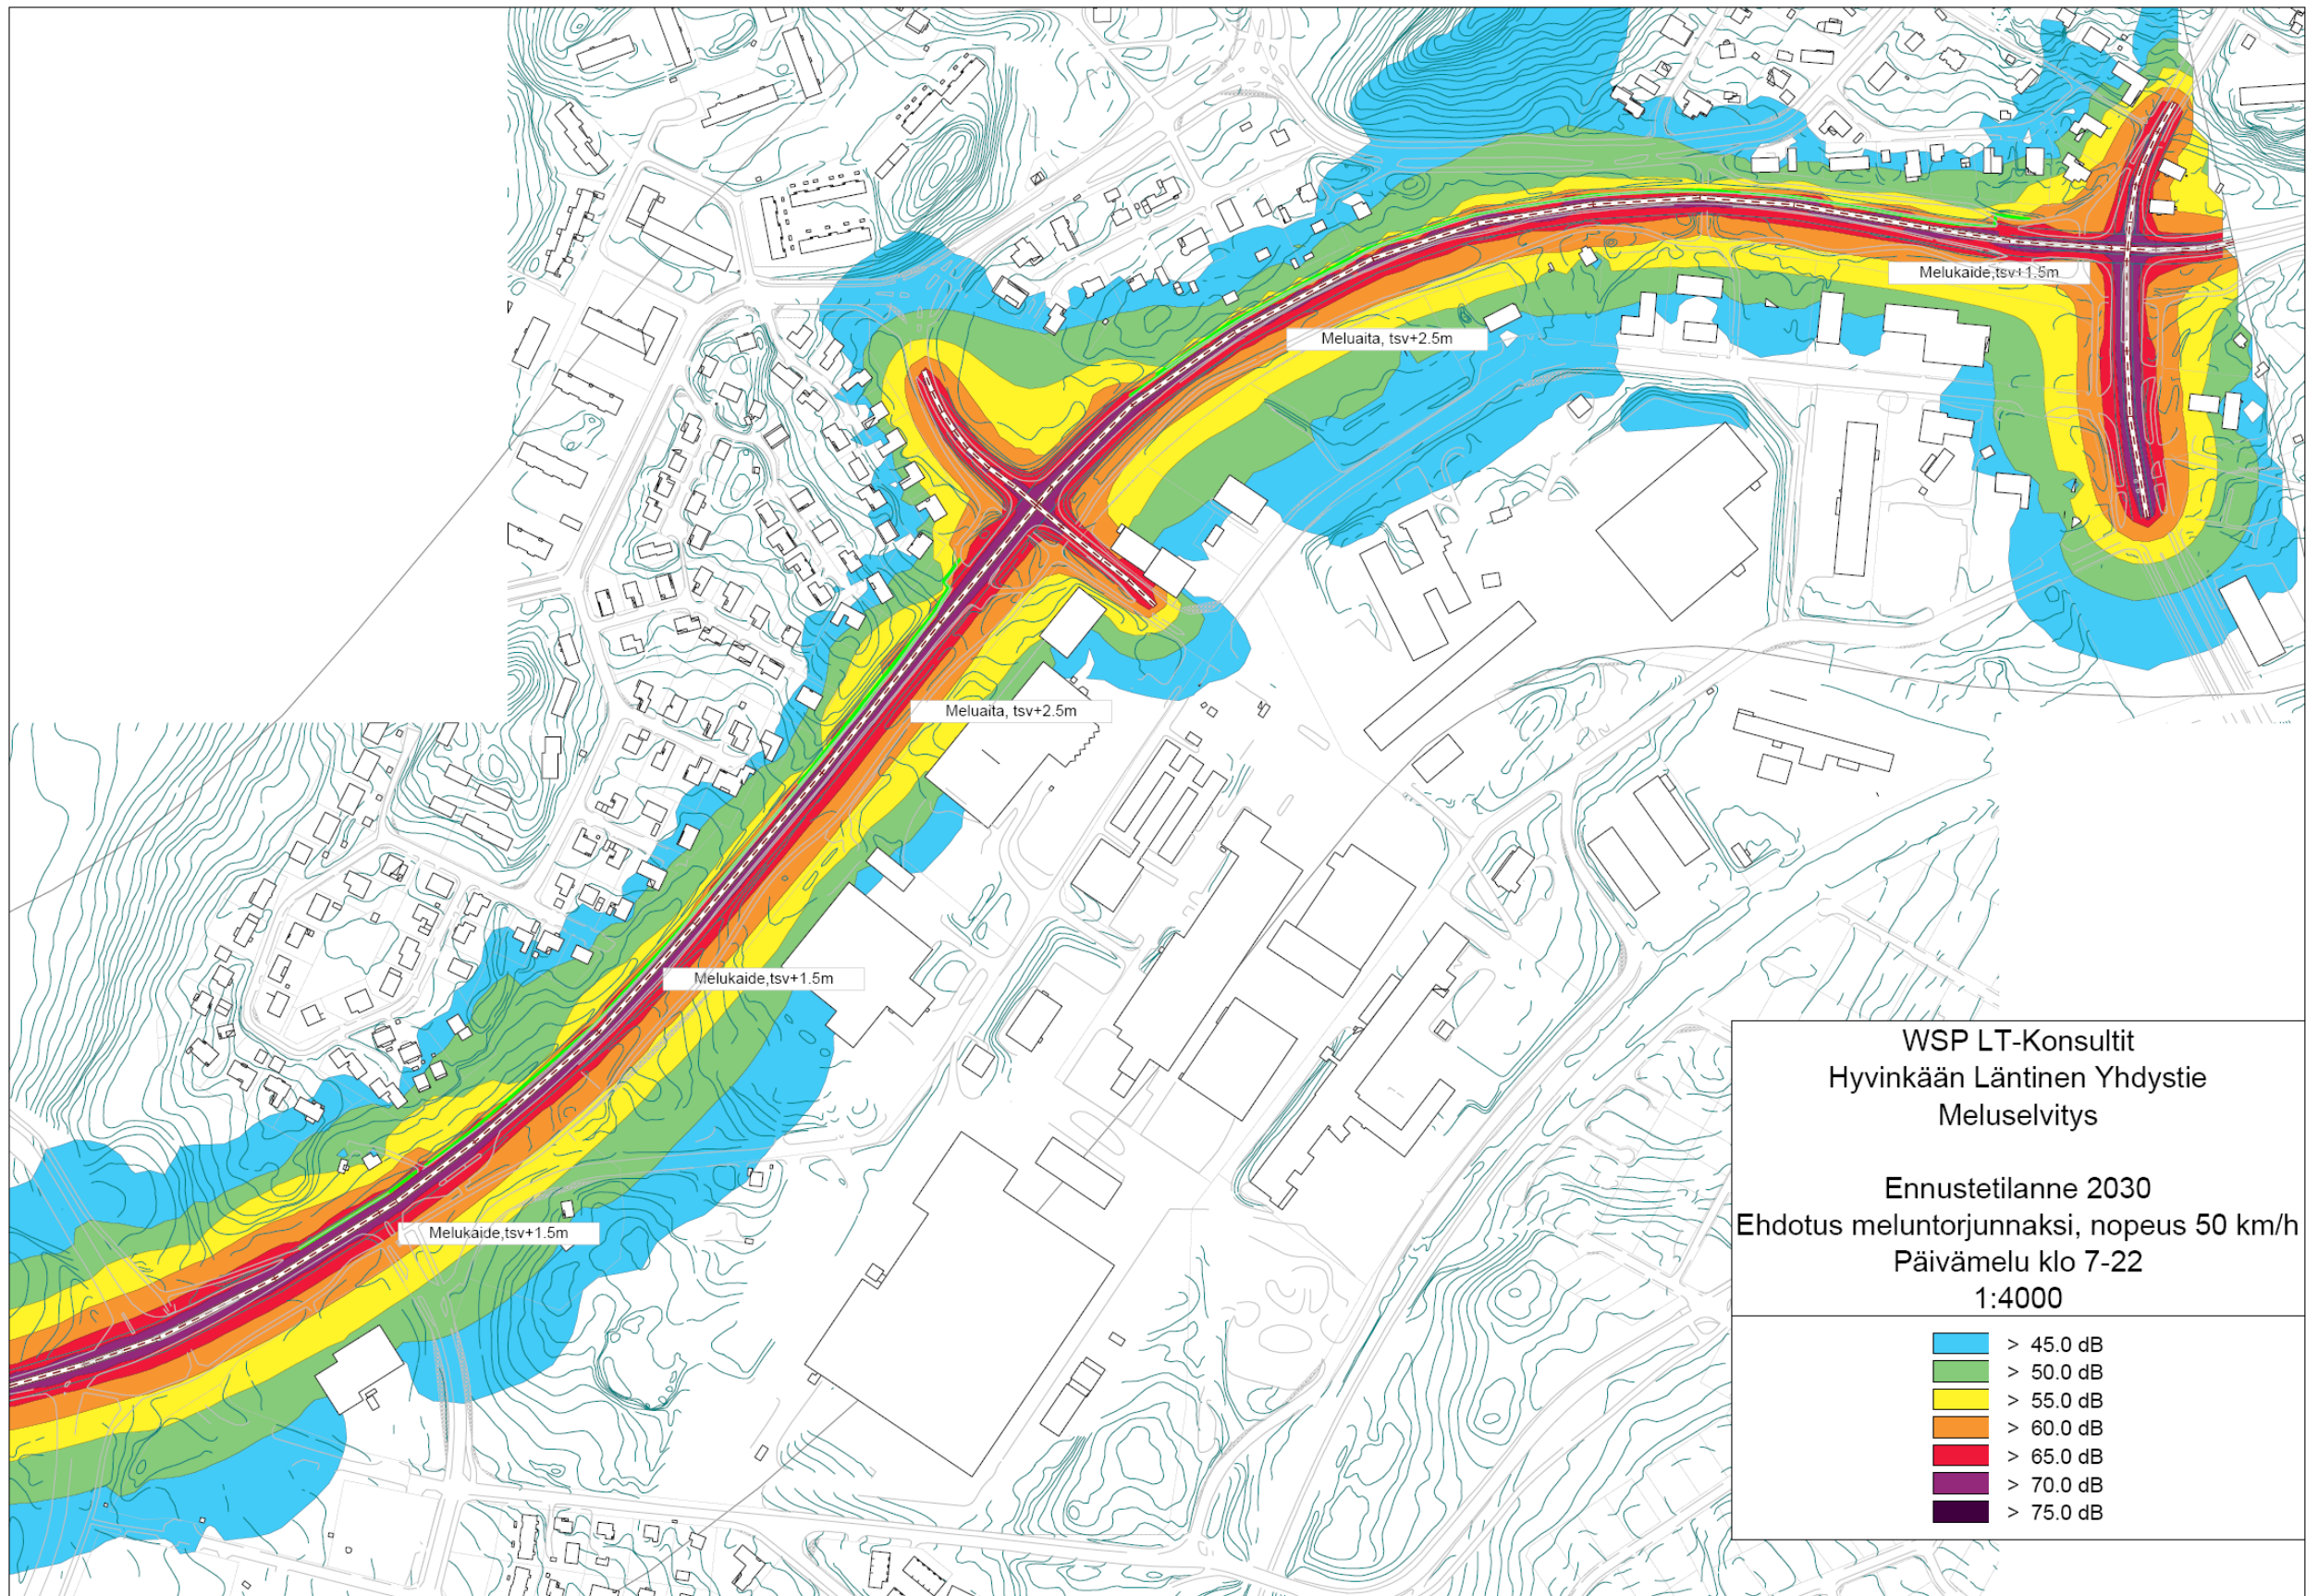 Melukaide,tsv+1.5m
Meluaita, tsv+2.5m
Meluaita, tsv+2.5m
Melukaide,tsv+1.5m
Melukaide,tsv+1.5m
WSP LT-Konsultit
Hyvinkään Läntinen Yhdystie
Meluselvitys
Ennustetilanne 2030
Ehdotus meluntorjunnaksi, nopeus 50 km/h
Päivämelu klo 7-22
1:4000
> 45.0 dB
> 50.0 dB
> 55.0 dB
> 60.0 dB
> 65.0 dB
> 70.0 dB
> 75.0 dB